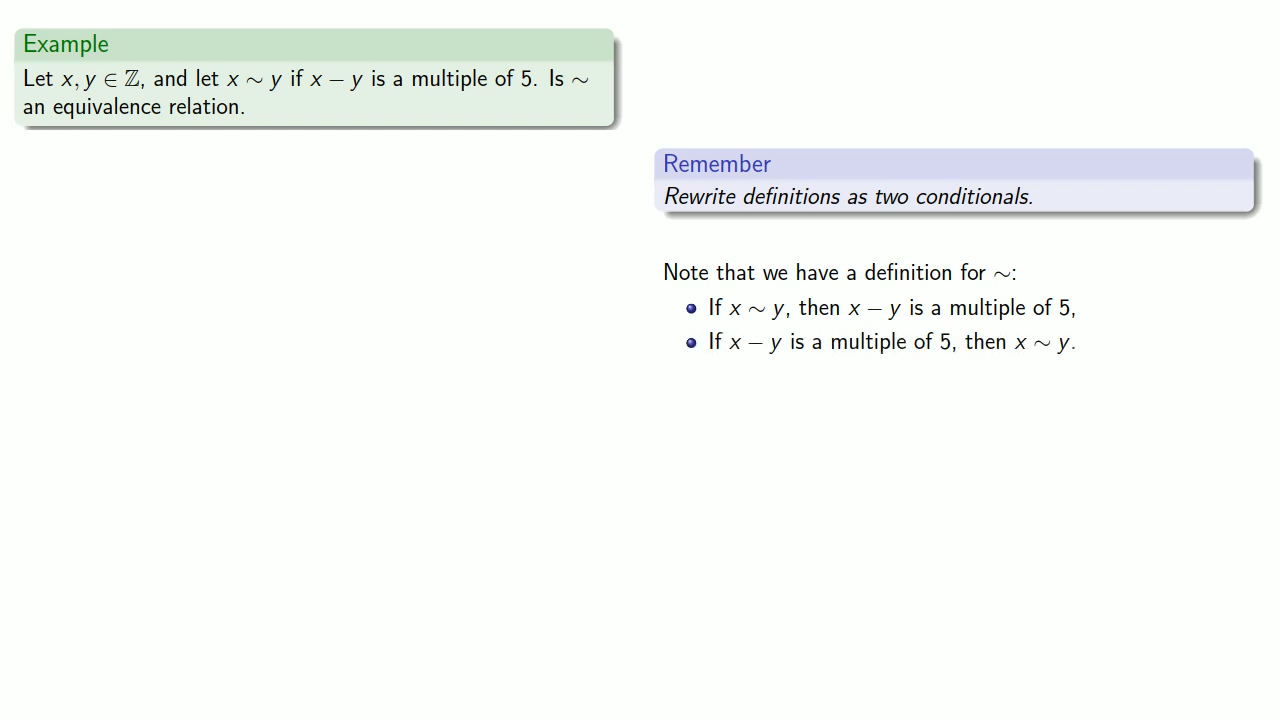 Example
Let x, y ∈ ℤ, and let x ∼ y if x − y is a multiple of 5. Is ∼
an equivalence relation.
Remember
Rewrite definitions as two conditionals.
Note that we have a definition for ∼:
• If x ∼ y, then x − y is a multiple of 5,
• If x − y is a multiple of 5, then x ∼ y.